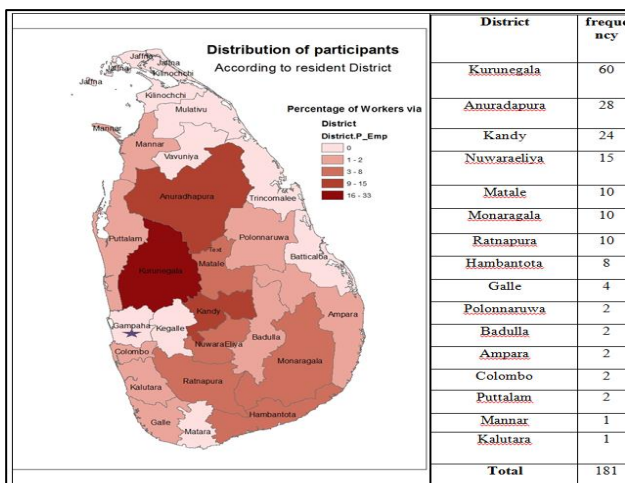 Distribution of participants
According to resident District
Percentage of Workers via
District
District.P_Emp
0
1 - 2
3 - 8
9 - 15
16 - 33
Jaffna
Jaffna
Jaffna
Kilinochchi
Jaffna
Kilinochchi
Mulativu
Mannar
Mannar
Vavuniya
Anuradhapura
Trincomalee
Puttalam
Polonnaruwa
Matale
Batticaloa
Kurunegala
Kandy
Ampara
Gampaha
Kegalle
Colombo
NuwaraEliya
Badulla
Monaragala
Kalutara
Ratnapura
Hambantota
Galle
Matara
District freque
ncy
Kurunegala 60
Anuradapura 28
Kandy 24
Nuwaraeliya 15
Matale 10
Monaragala 10
Ratnapura 10
Hambantota 8
Galle 4
Polonnaruwa 2
Badulla 2
Ampara 2
Colombo 2
Puttalam 2
Mannar 1
Kalutara 1
Total 181